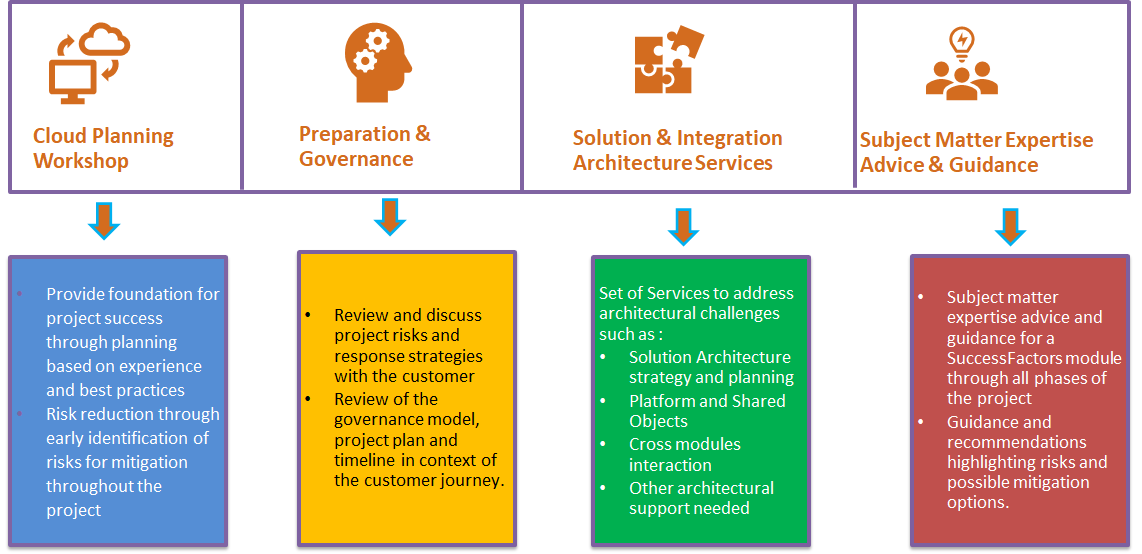 Cloud Planning
Workshop
Preparation &
Governance
Solution & Integration
Architecture Services
Subject Matter Expertise
Advice & Guidance
• Provide foundation for
project success
through planning
based on experience
and best practices
• Risk reduction through
early identification of
risks for mitigation
throughout the
project
• Review and discuss
project risks and
response strategies
with the customer
• Review of the
governance model,
project plan and
timeline in context of
the customer journey.
Set of Services to address
architectural challenges
such as :
• Solution Architecture
strategy and planning
• Platform and Shared
Objects
• Cross modules
interaction
• Other architectural
support needed
• Subject matter
expertise advice and
guidance for a
SuccessFactors module
through all phases of
the project
• Guidance and
recommendations
highlighting risks and
possible mitigation
options.